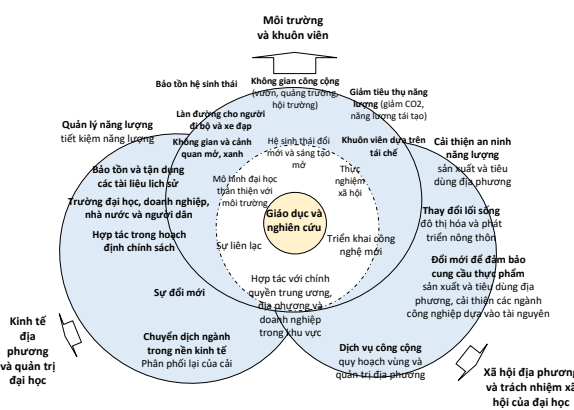 Môi trường
và khuôn viên
Bảo tồn hệ sinh thái
Không gian công cộng
(vườn, quảng trường,
hội trường)
Giảm tiêu thụ năng
lượng (giảm CO2,
năng lượng tái tạo)
Làn đường cho người
đi bộ và xe đạp
Quản lý năng lượng
tiết kiệm năng lượng
Không gian và cảnh
quan mở, xanh
Hệ sinh thái đổi
mới và sáng tạo
mở
Khuôn viên dựa trên
tái chế
Cải thiện an ninh
năng lượng
sản xuất và tiêu
dùng địa phương
Bảo tồn và tận dụng
các tài liệu lịch sử
Mô hình đại học
thân thiện với
môi trường
Thực
nghiệm
xã hội
Trường đại học, doanh nghiệp,
nhà nước và người dân
Giáo dục và
nghiên cứu
Thay đổi lối sống
đô thị hóa và phát
triển nông thôn
Hợp tác trong hoạch
định chính sách
Sự liên lạc
Triển khai công
nghệ mới
Đổi mới để đảm bảo
cung cầu thực phẩm
sản xuất và tiêu dùng địa
phương, cải thiện các ngành
công nghiệp dựa vào tài nguyên
Hợp tác với chính
quyền trung ương,
địa phương và
doanh nghiệp
trong khu vực
Sự đổi mới
Chuyển dịch ngành
trong nền kinh tế
Phân phối lại của cải
Dịch vụ công cộng
quy hoạch vùng và
quản trị địa phương
Kinh tế
địa
phương
và quản trị
đại học
Xã hội địa phương
và trách nhiệm xã
hội của đại học